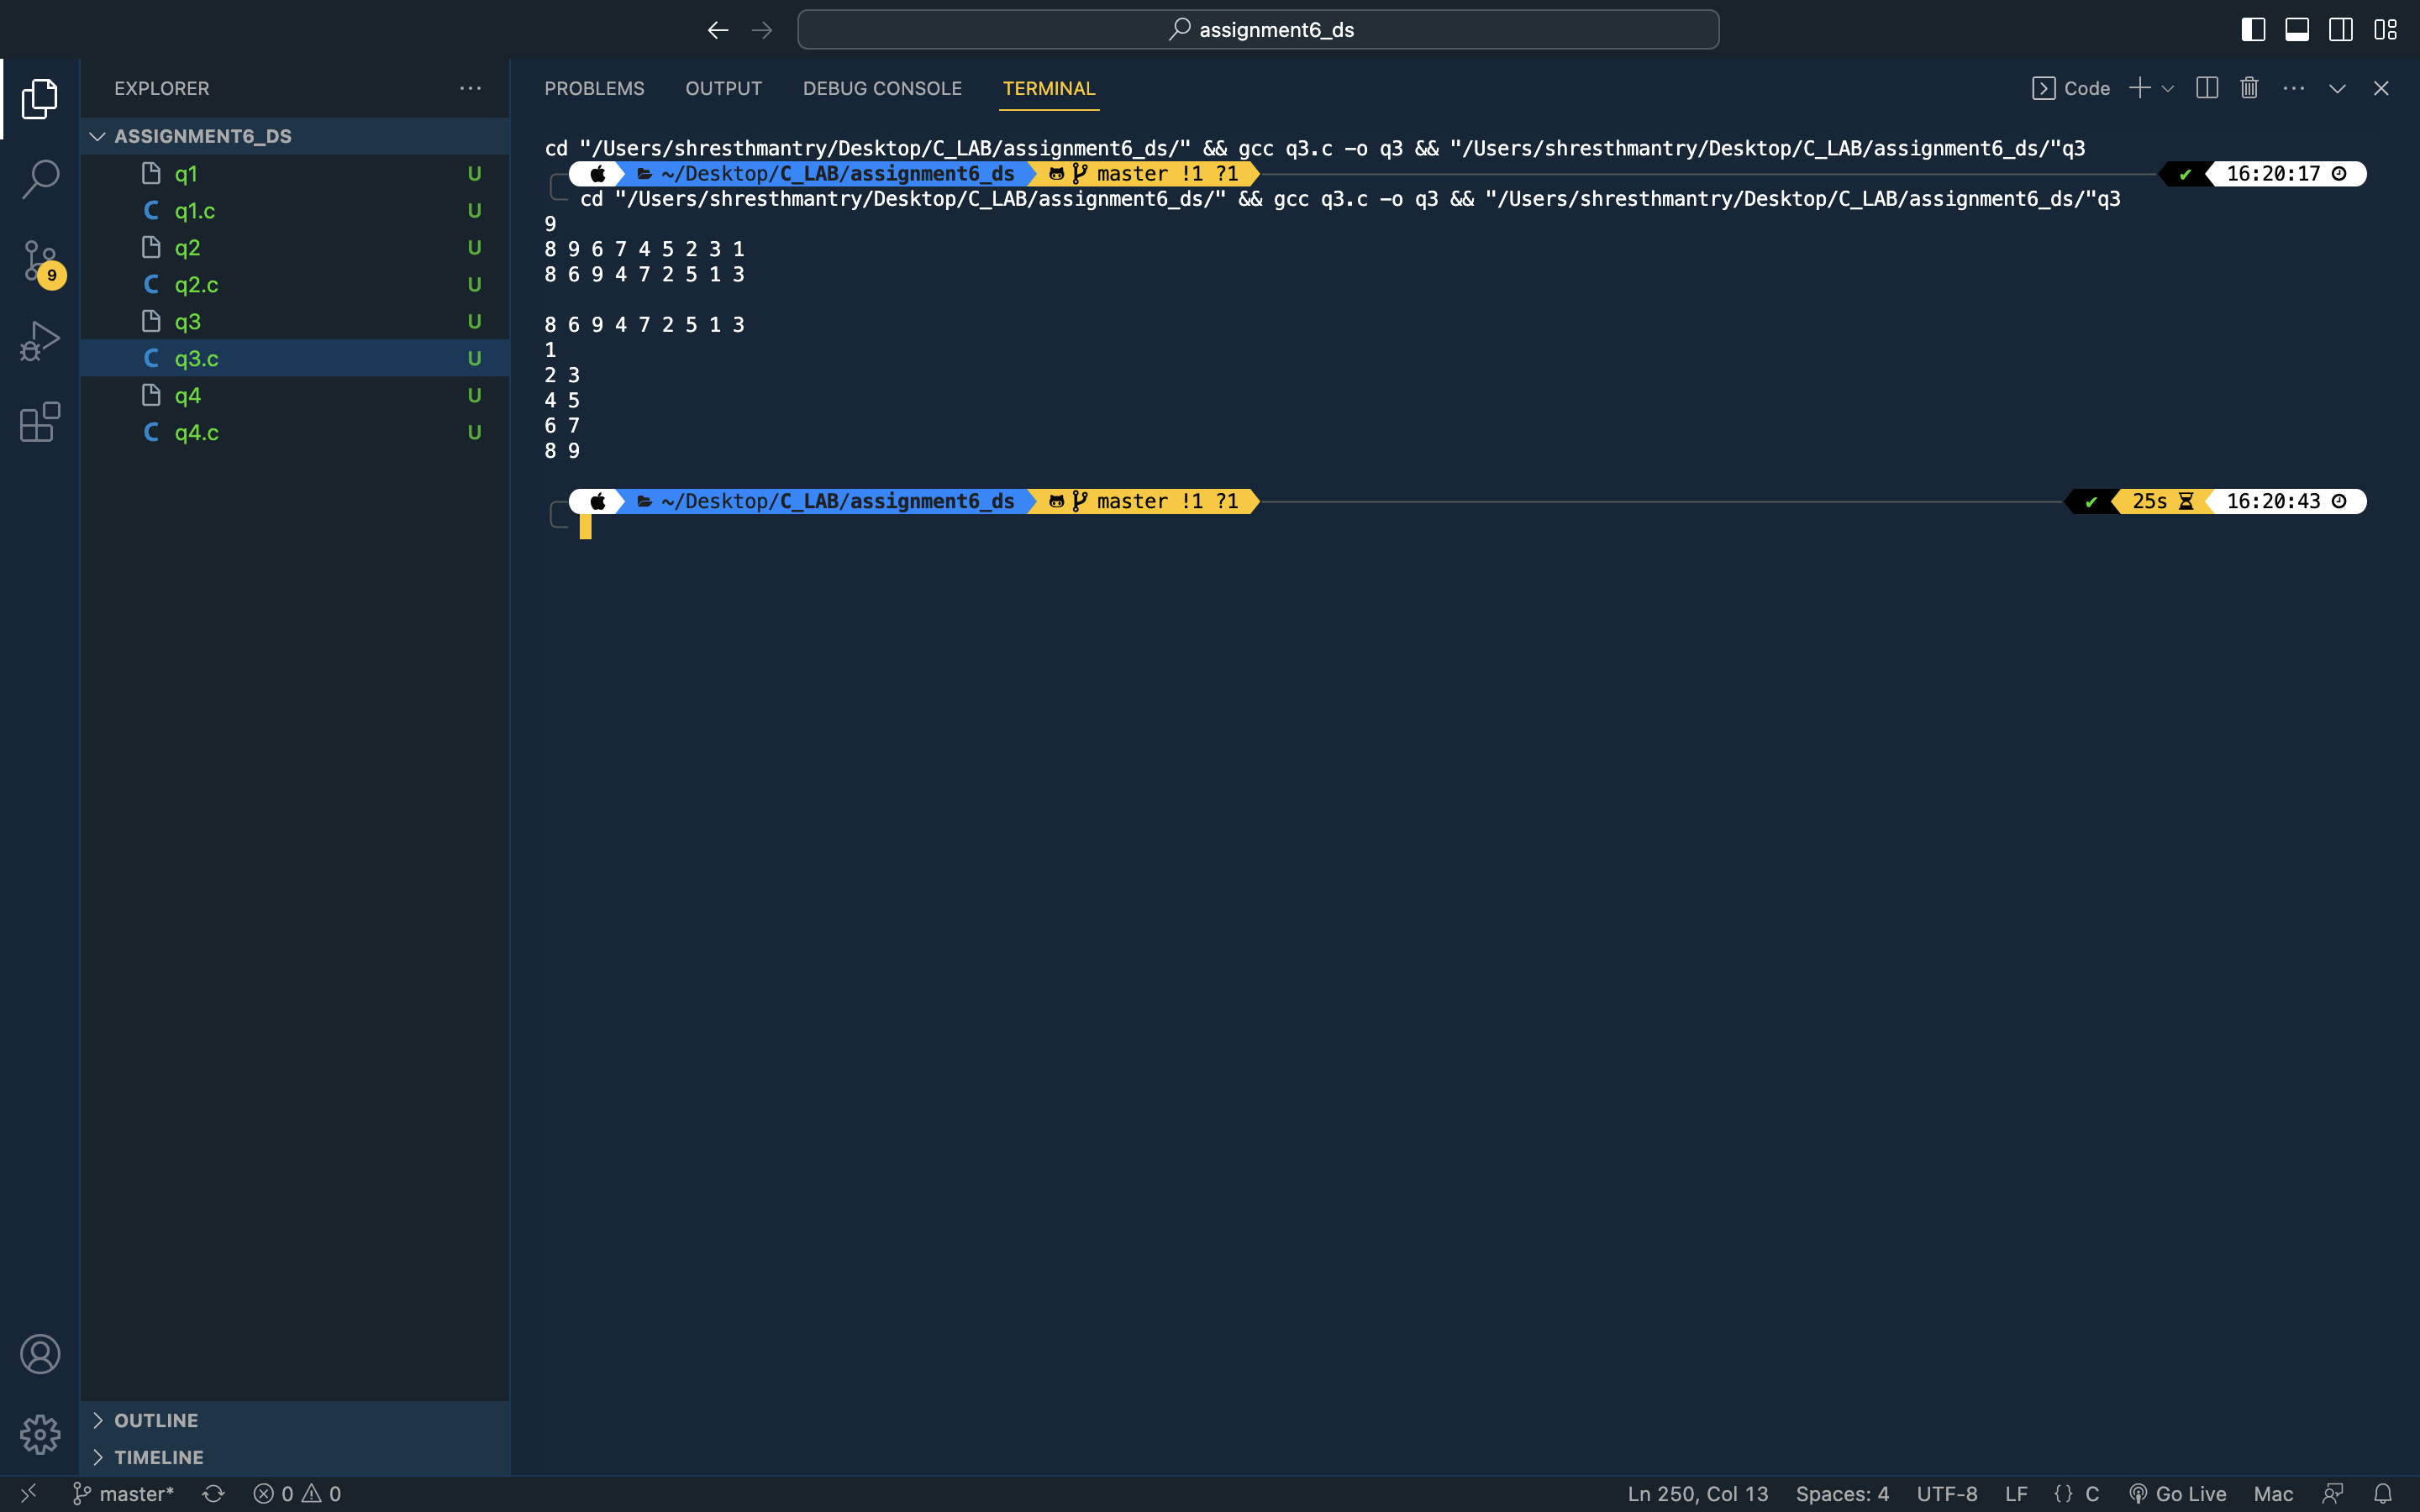 assignment6_ds
EXPLORER
ASSIGNMENT6_DS
q1 U
q1.c U
q2 U
q2.c U
q3 U
q3.c U
q4 U
q4.c U
9
OUTLINE
TIMELINE
PROBLEMS OUTPUT DEBUG CONSOLE TERMINAL
Code
cd "/Users/shresthmantry/Desktop/C_LAB/assignment6_ds/" && gcc q3.c -o q3 && "/Users/shresthmantry/Desktop/C_LAB/assignment6_ds/"q3
~/Desktop/C_LAB/assignment6_ds master !1 ?1 ✔ 16:20:17
cd "/Users/shresthmantry/Desktop/C_LAB/assignment6_ds/" && gcc q3.c -o q3 && "/Users/shresthmantry/Desktop/C_LAB/assignment6_ds/"q3
9
8 9 6 7 4 5 2 3 1
8 6 9 4 7 2 5 1 3
8 6 9 4 7 2 5 1 3
1
2 3
4 5
6 7
8 9
~/Desktop/C_LAB/assignment6_ds master !1 ?1 ✔ 25s 16:20:43
master* 0 0 Ln 250, Col 13 Spaces: 4 UTF-8 LF {} C Go Live Mac